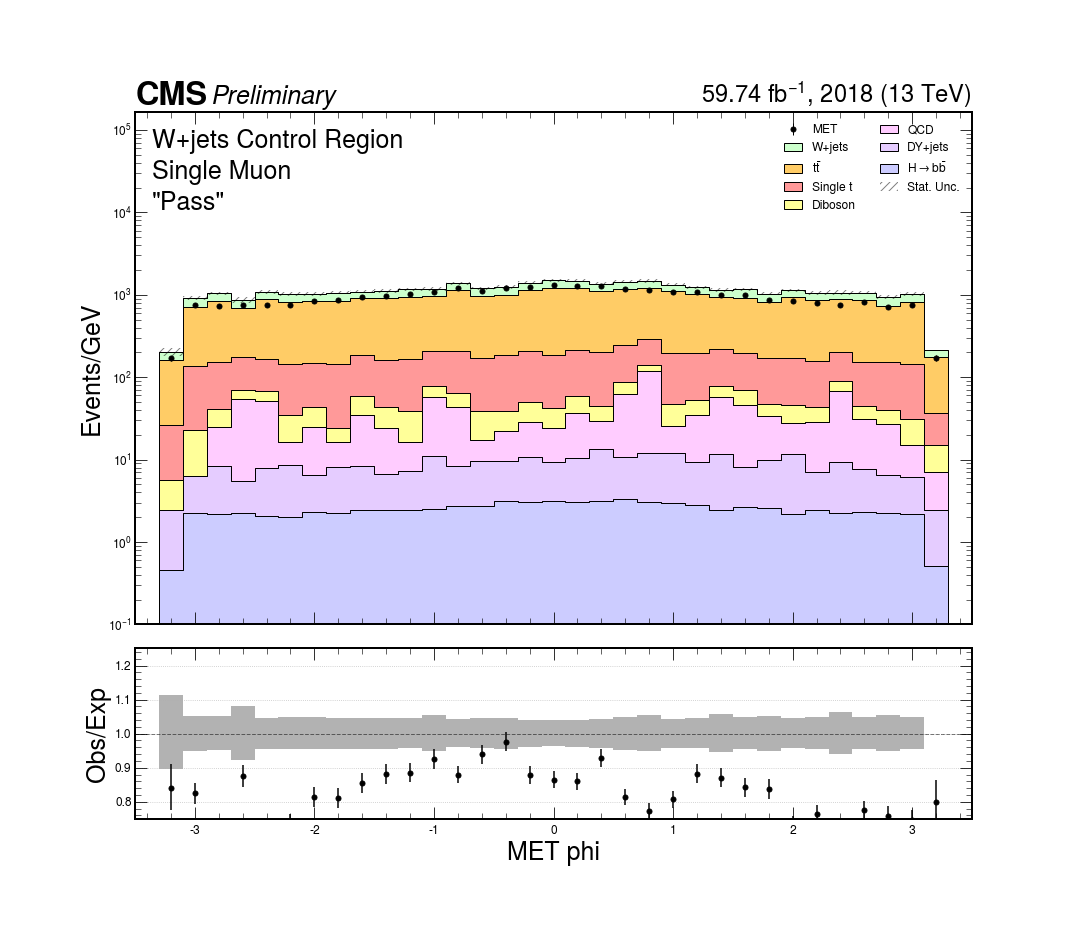 CMS Preliminary
59.74 fb⁻¹, 2018 (13 TeV)
W+jets Control Region
Single Muon
"Pass"
MET
W+jets
tt̄
Single t
Diboson
QCD
DY+jets
H→bb̄
Stat. Unc.
Events/GeV
10⁵
10⁴
10³
10²
10¹
10⁰
10⁻¹
Obs/Exp
1.2
1.1
1.0
0.9
0.8
-3 -2 -1 0 1 2 3
MET phi